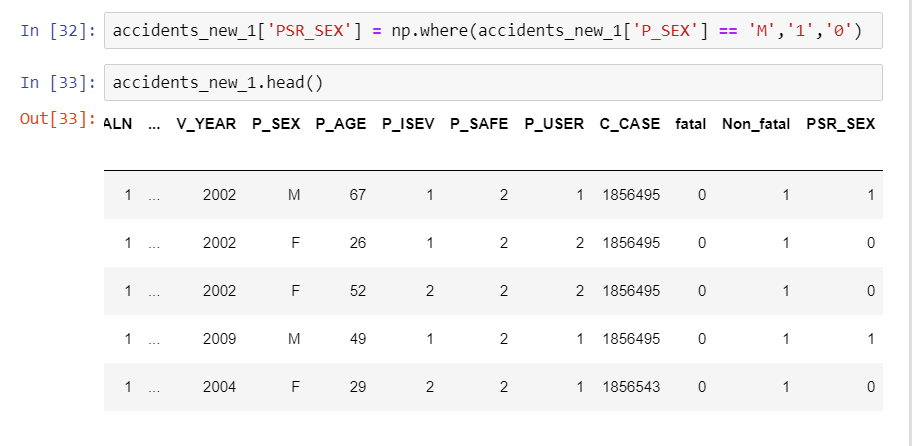 In [32]: accidents_new_1['PSR_SEX'] = np.where(accidents_new_1['P_SEX'] == 'M','1','0')
In [33]: accidents_new_1.head()
Out[33]: ALN ... V_YEAR P_SEX P_AGE P_ISEV P_SAFE P_USER C_CASE fatal Non_fatal PSR_SEX
1 ... 2002 M 67 1 2 1 1856495 0 1 1
1 ... 2002 F 26 1 2 2 1856495 0 1 0
1 ... 2002 F 52 2 2 2 1856495 0 1 0
1 ... 2009 M 49 1 2 1 1856495 0 1 1
1 ... 2004 F 29 2 2 1 1856543 0 1 0